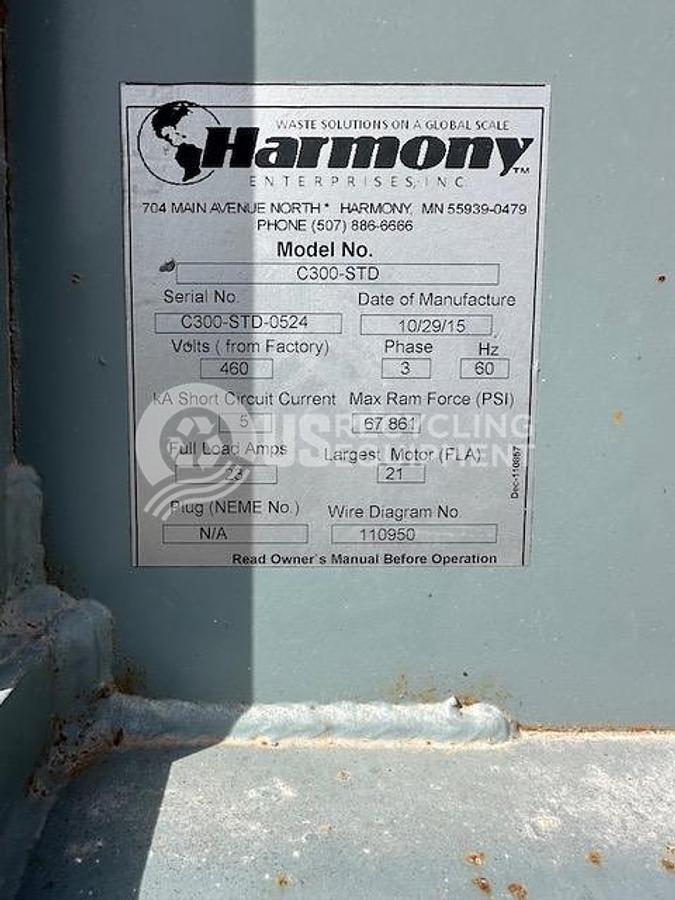 WASTE SOLUTIONS ON A GLOBAL SCALE
Harmony TM
ENTERPRISES, INC
704 MAIN AVENUE NORTH * HARMONY, MN 55939-0479
PHONE (507) 886-6666
Model No.
C300-STD
Serial No. Date of Manufacture
C300-STD-0524 10/29/15
Volts ( from Factory) Phase Hz
460 3 60
kA Short Circuit Current Max Ram Force (PSI)
5 67,861
US RECYCLING
EQUIPMENT
Full Load Amps Largest Motor (FLA)
23 21
Plug (NEME No.) Wire Diagram No.
N/A 110950
Dec-110857
Read Owner's Manual Before Operation